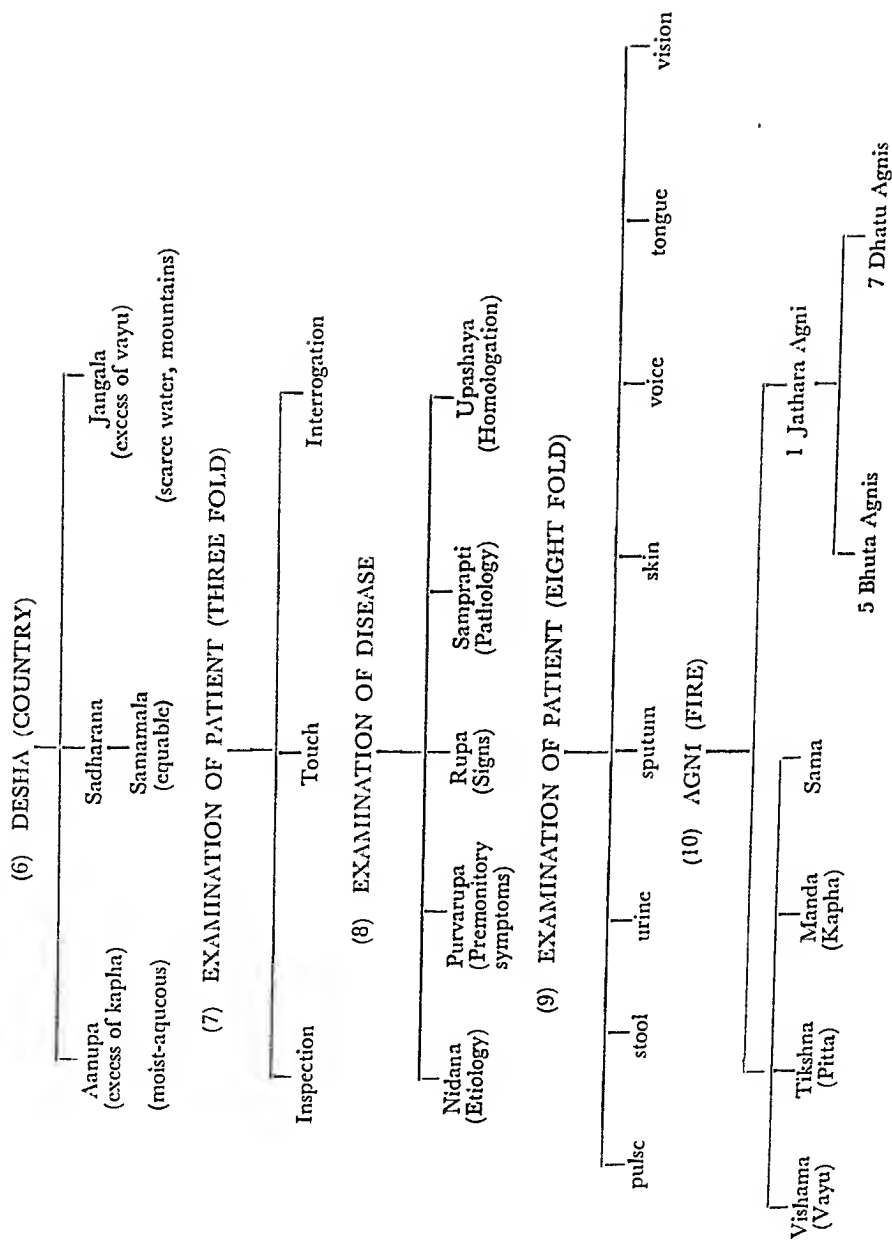 (6) DESHA (COUNTRY)
Aanupa Sadharana Jangala
(excess of kapha) (excess of vayu)
Samamala
(moist-aqueous) (equable) (scarce water, mountains)
(7) EXAMINATION OF PATIENT (THREE FOLD)
Inspection Touch Interrogation
(8) EXAMINATION OF DISEASE
Nidana Purvarupa Rupa Samprapti Upashaya
(Etiology) (Premonitory (Signs) (Pathology) (Homologation)
symptoms)
(9) EXAMINATION OF PATIENT (EIGHT FOLD)
pulse stool urine sputum skin voice tongue vision
(10) AGNI (FIRE)
Vishama Tikshna Manda Sama 1 Jathara Agni
(Vayu) (Pitta) (Kapha)
5 Bhuta Agnis 7 Dhatu Agnis